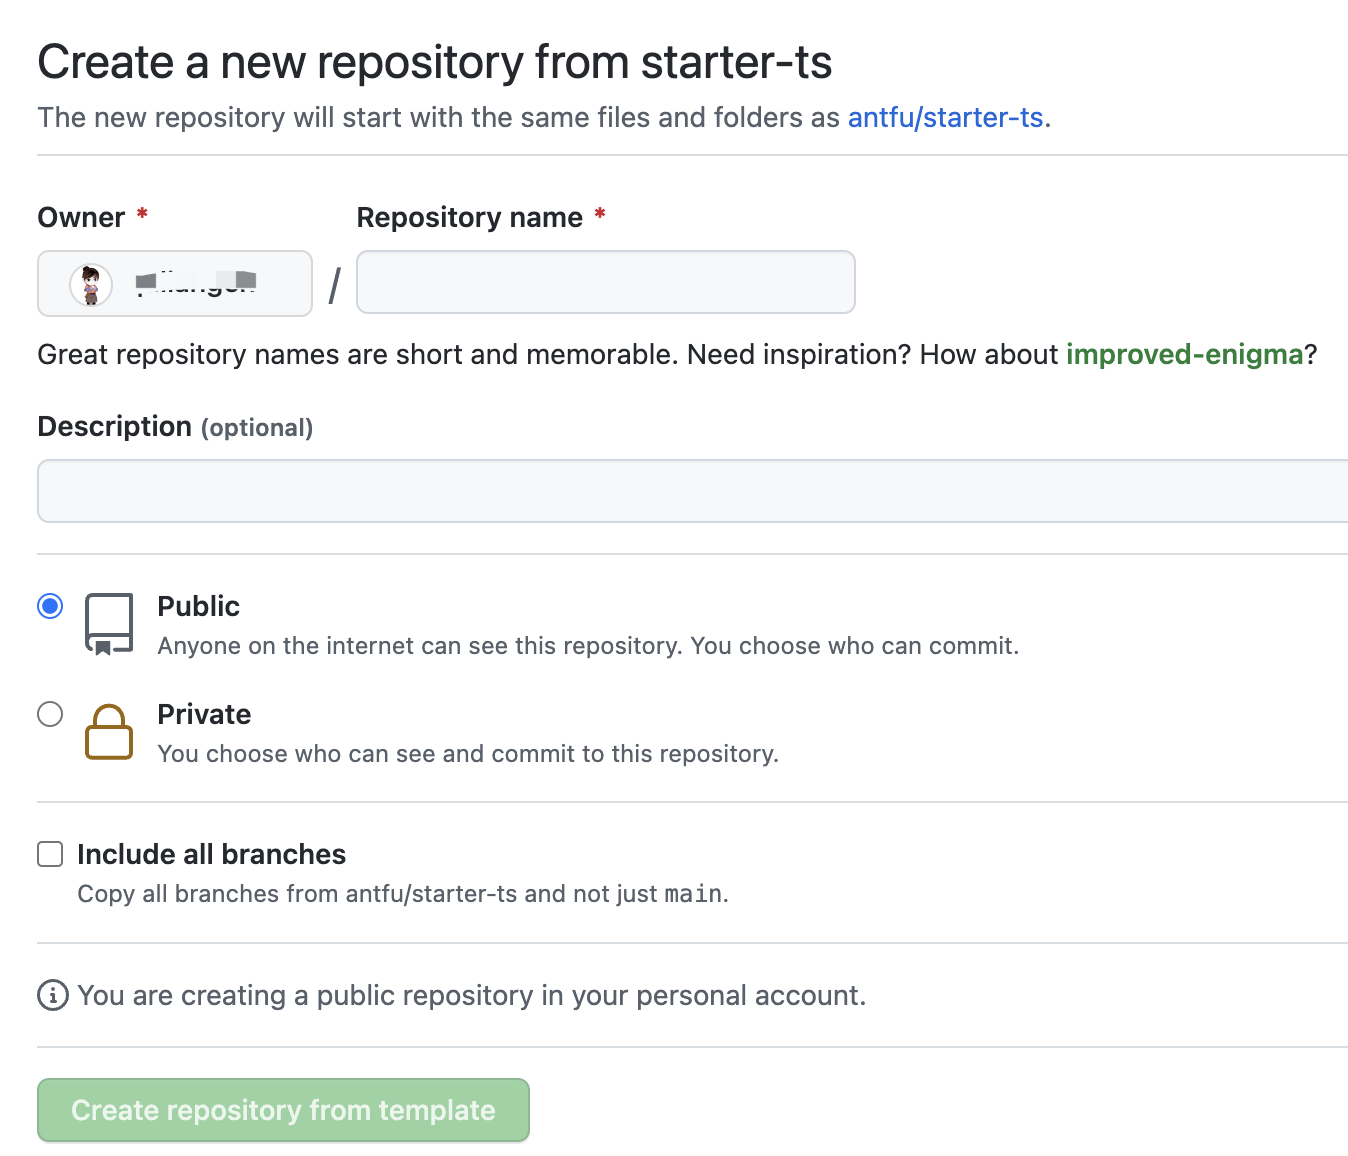 Create a new repository from starter-ts
The new repository will start with the same files and folders as antfu/starter-ts.
Owner * Repository name *
/
Great repository names are short and memorable. Need inspiration? How about improved-enigma?
Description (optional)
Public
Anyone on the internet can see this repository. You choose who can commit.
Private
You choose who can see and commit to this repository.
Include all branches
Copy all branches from antfu/starter-ts and not just main.
You are creating a public repository in your personal account.
Create repository from template